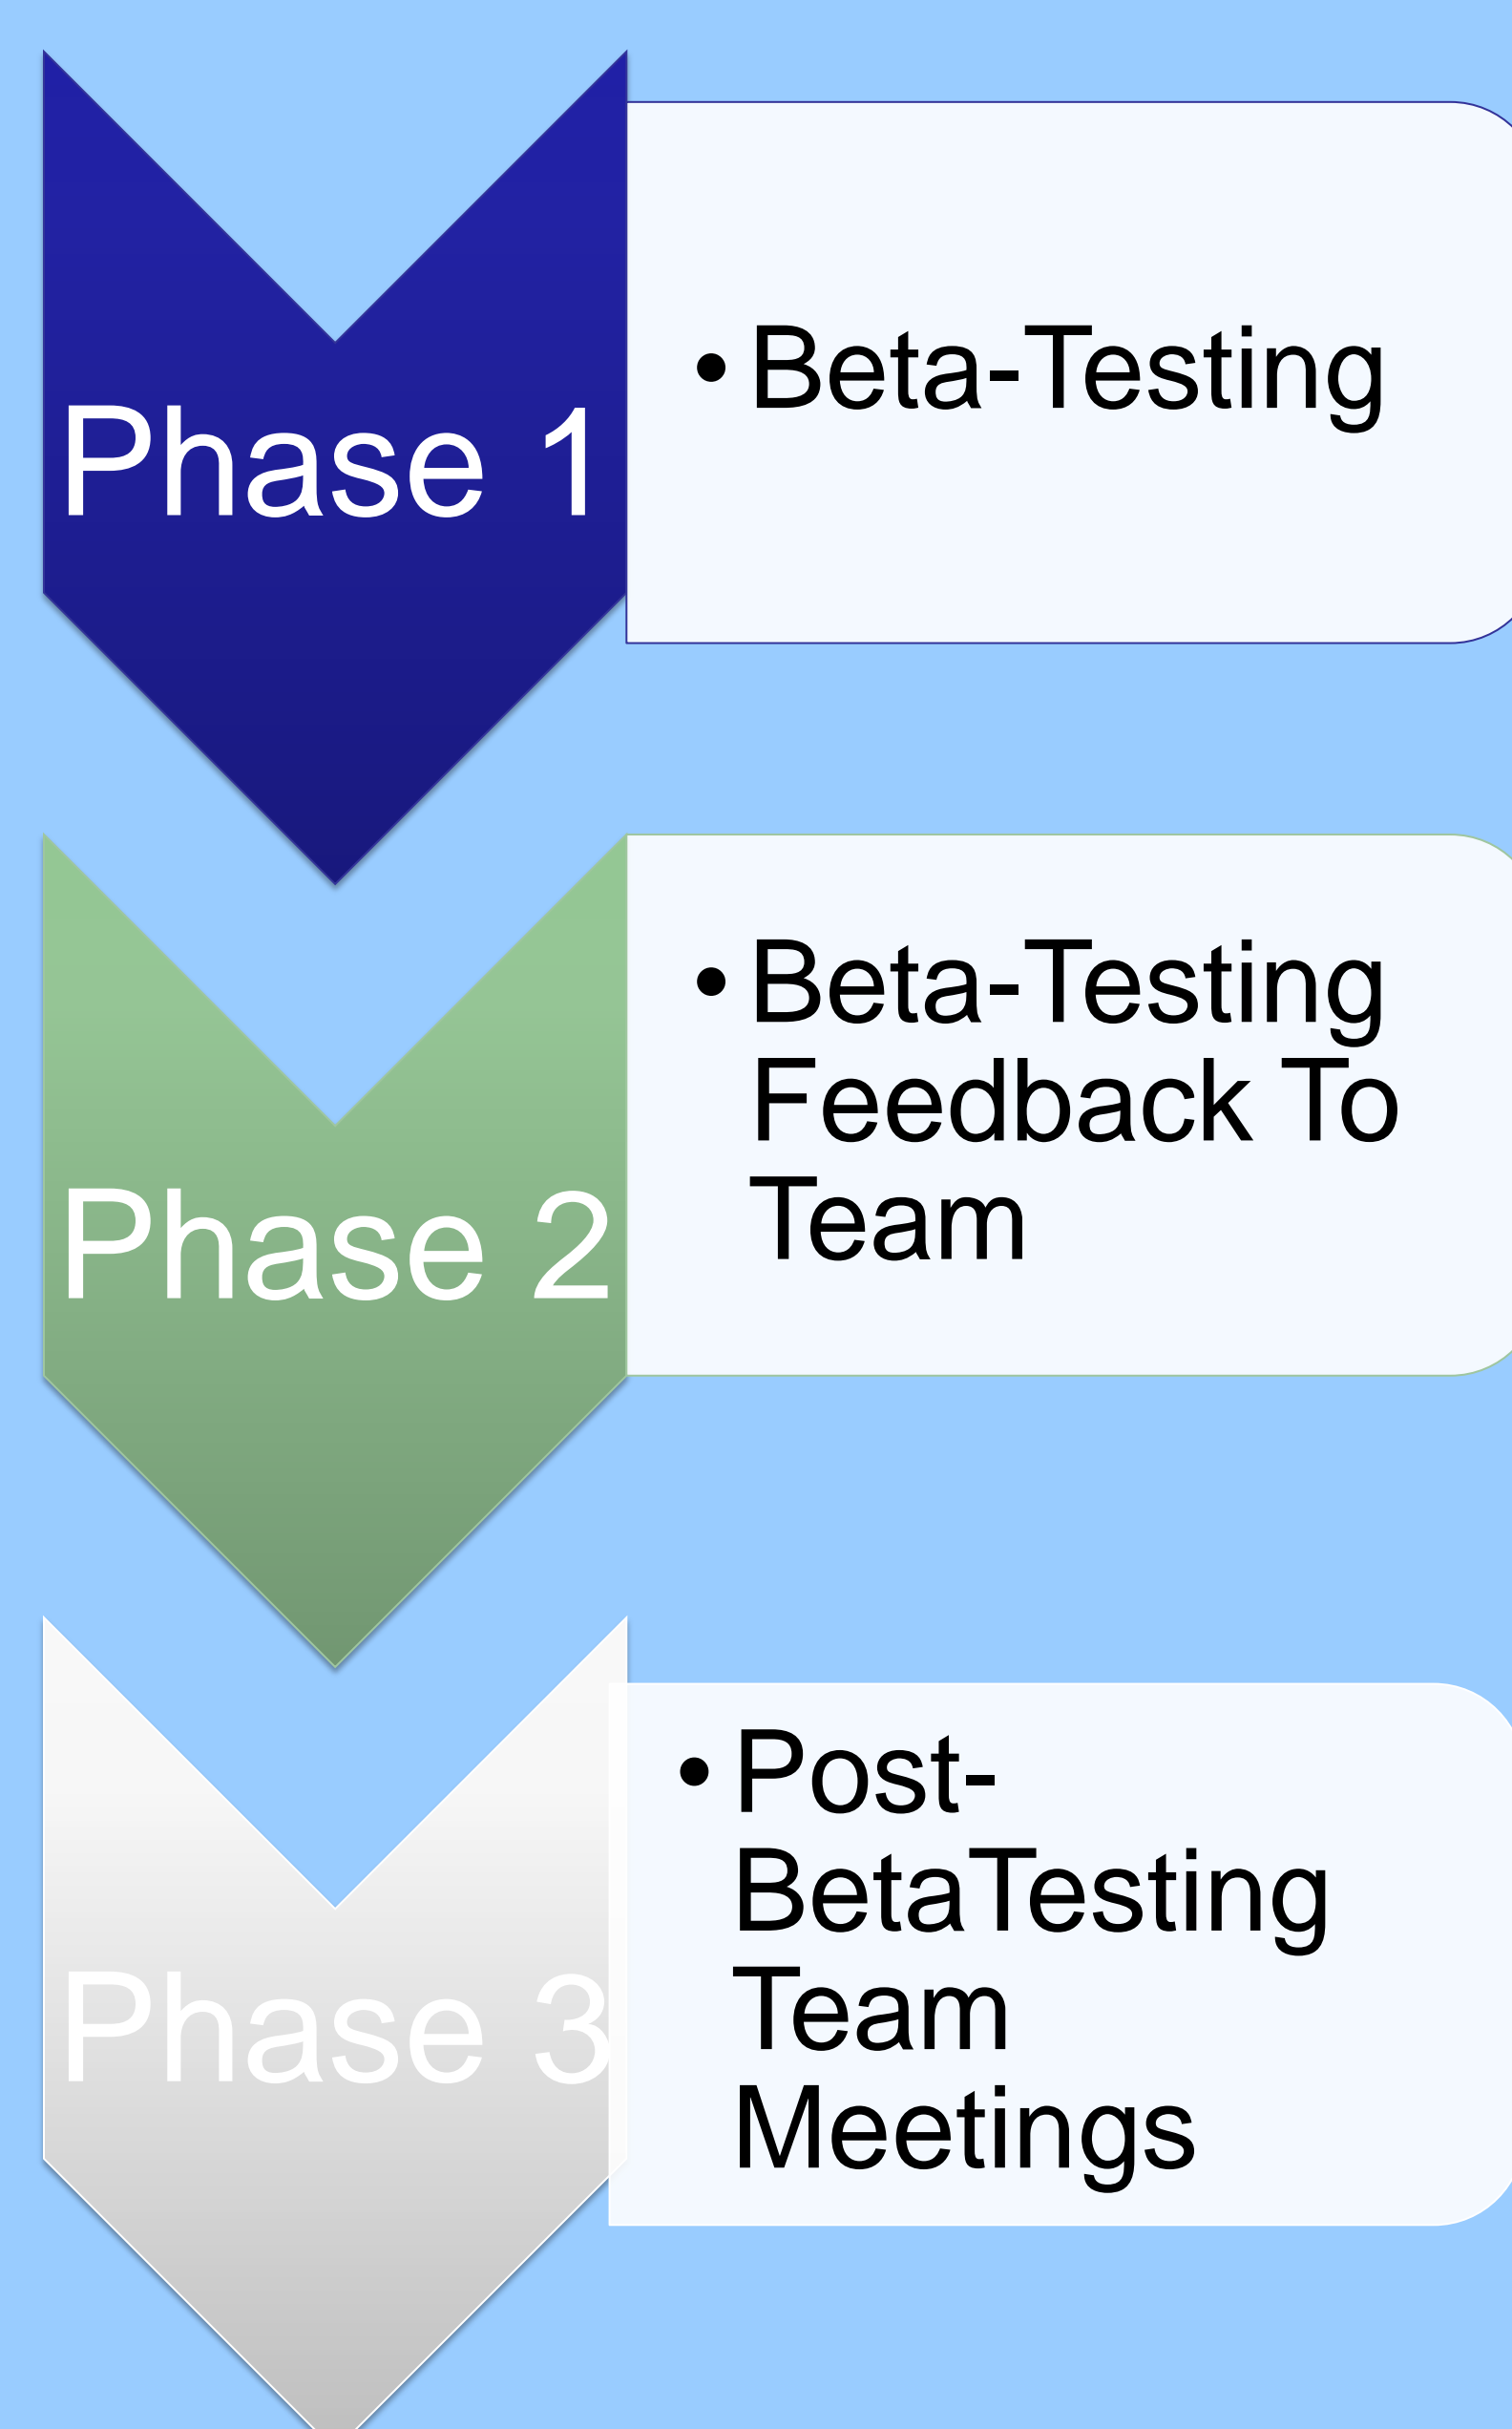 Phase 1
• Beta-Testing
Phase 2
• Beta-Testing
Feedback To
Team
Phase 3
• Post-
BetaTesting
Team
Meetings